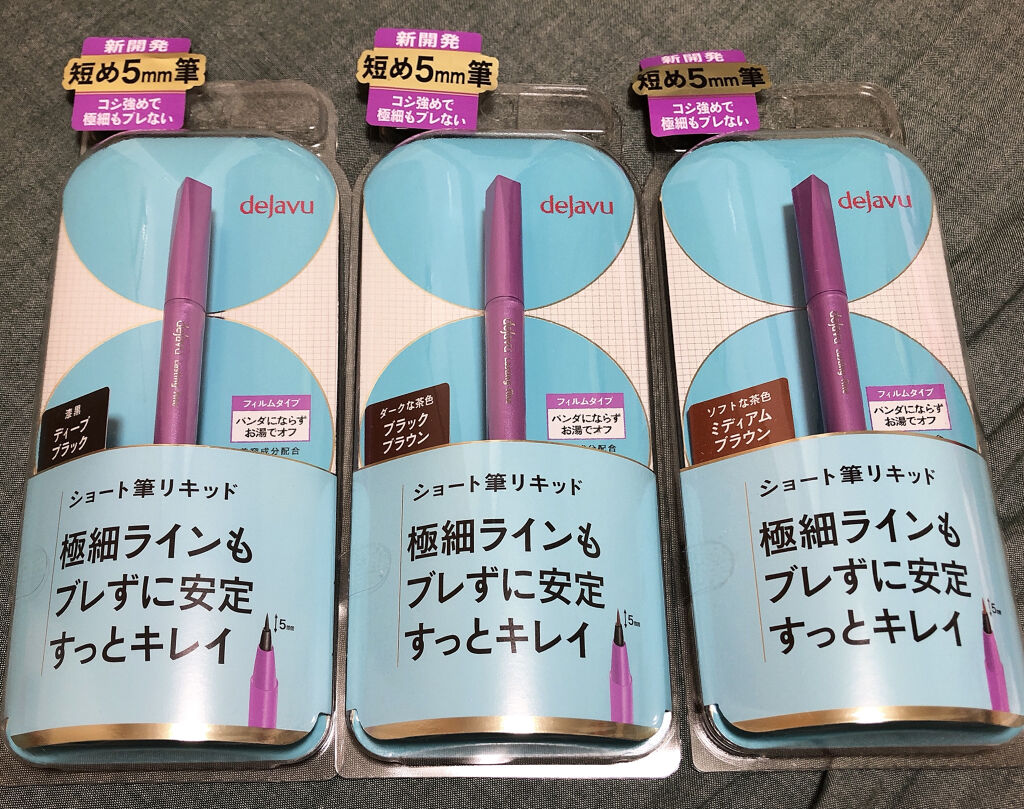 新開発
短め5mm筆
コシ強めで
極細もブレない
dejavu
漆黒
ディープ
ブラック
フィルムタイプ
パンダにならず
お湯でオフ
ショート筆リキッド
極細ラインも
ブレずに安定
すっとキレイ
5mm
新開発
短め5mm筆
コシ強めで
極細もブレない
dejavu
dejavu
ダークな茶色
ブラック
ブラウン
フィルムタイプ
パンダにならず
お湯でオフ
ショート筆リキッド
極細ラインも
ブレずに安定
すっとキレイ
5mm
新開発
短め5mm筆
コシ強めで
極細もブレない
dejavu
dejavu
ソフトな茶色
ミディアム
ブラウン
フィルムタイプ
パンダにならず
お湯でオフ
ショート筆リキッド
極細ラインも
ブレずに安定
すっとキレイ
5mm